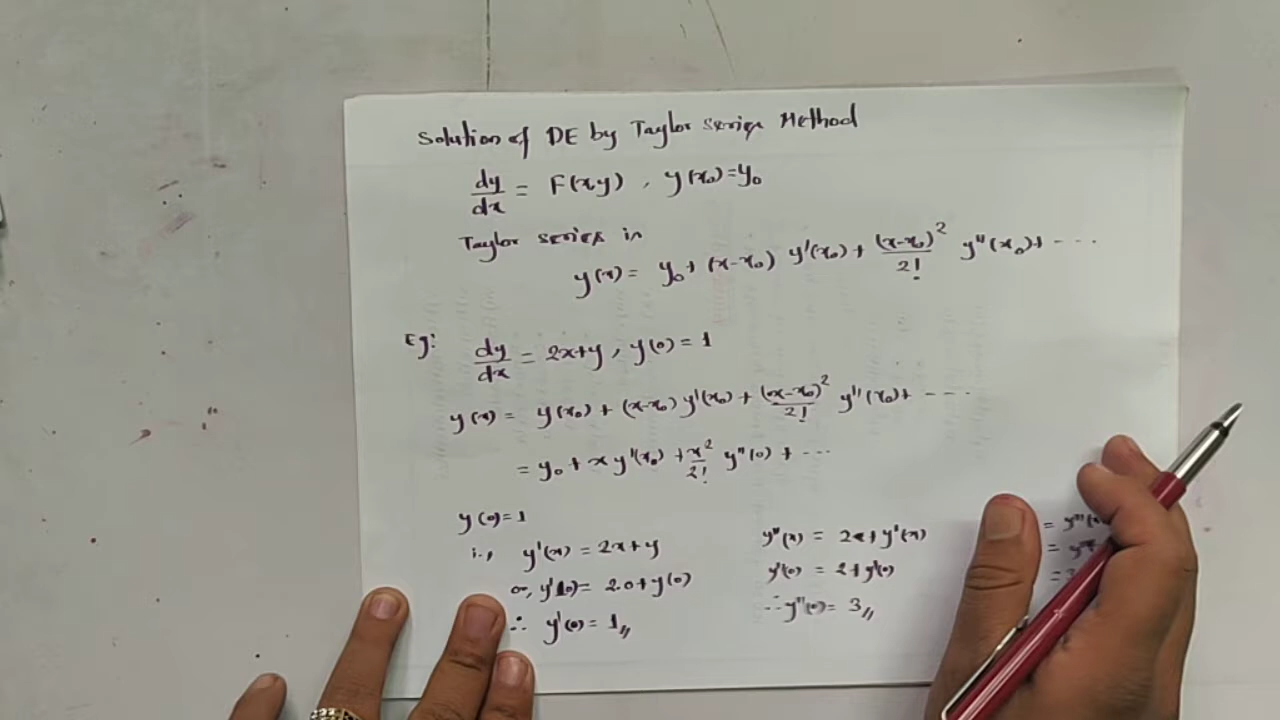 Solution of DE by Taylor Series Method
dy/dx = F(x,y) , y(x₀)=y₀
Taylor series is
y(x) = y₀ + (x-x₀) y'(x₀) + (x-x₀)²/2! y''(x₀)+ ---
Eg:
dy/dx = 2x+y , y(0) = 1
y(x) = y(x₀) + (x-x₀) y'(x₀) + (x-x₀)²/2! y''(x₀)+ ---
= y₀ + x y'(x₀) + x²/2! y''(0) + ---
y(0)=1
i., y'(x) = 2x+y
∞, y'(0) = 2.0+y(0)
∴ y'(0) = 1,,
y''(x) = 2x+y'(x)
y'(0) = 2+y'(0)
∴ y''(0) = 3,,
= y'''(
=
=